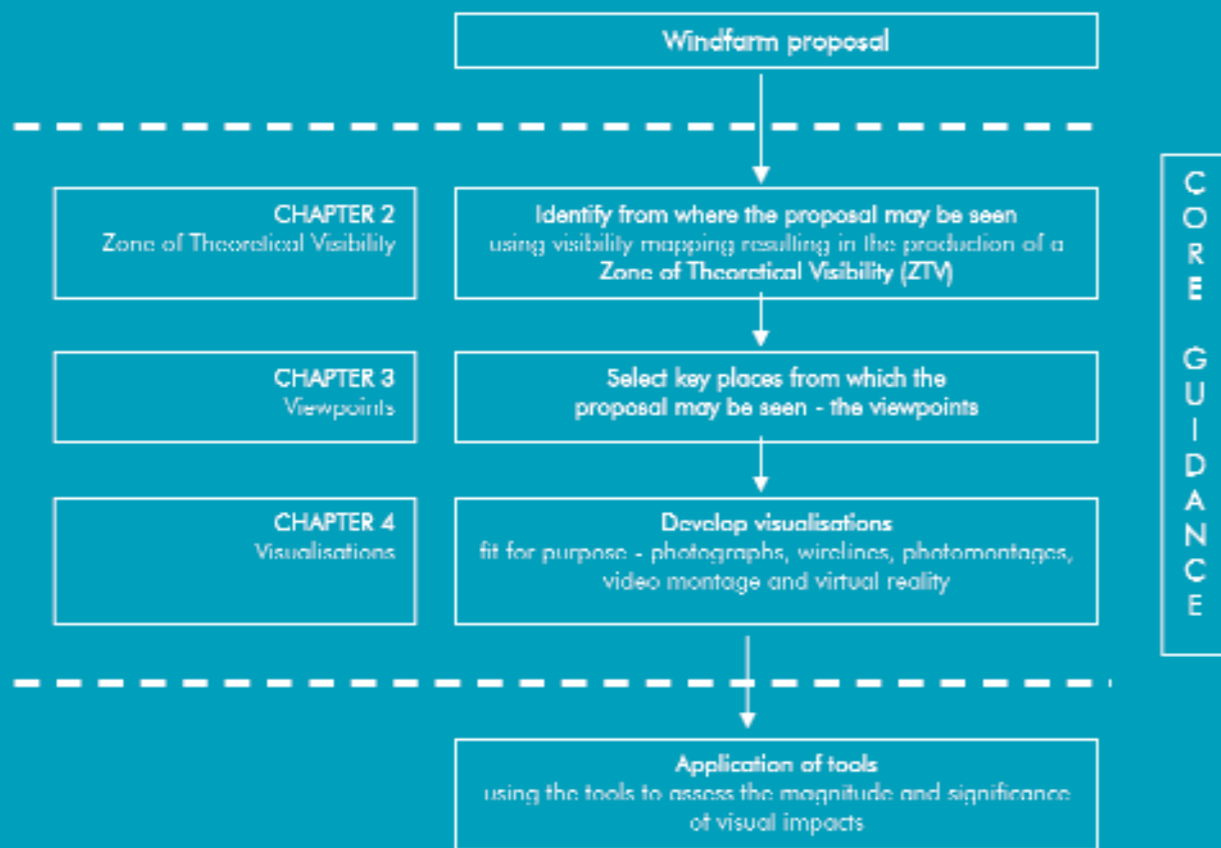 Windfarm proposal
CHAPTER 2
Zone of Theoretical Visibility
Identify from where the proposal may be seen
using visibility mapping resulting in the production of a
Zone of Theoretical Visibility (ZTV)
CHAPTER 3
Viewpoints
Select key places from which the
proposal may be seen - the viewpoints
CHAPTER 4
Visualisations
Develop visualisations
fit for purpose - photographs, wirelines, photomontages,
video montage and virtual reality
Application of tools
using the tools to assess the magnitude and significance
of visual impacts
CORE GUIDANCE